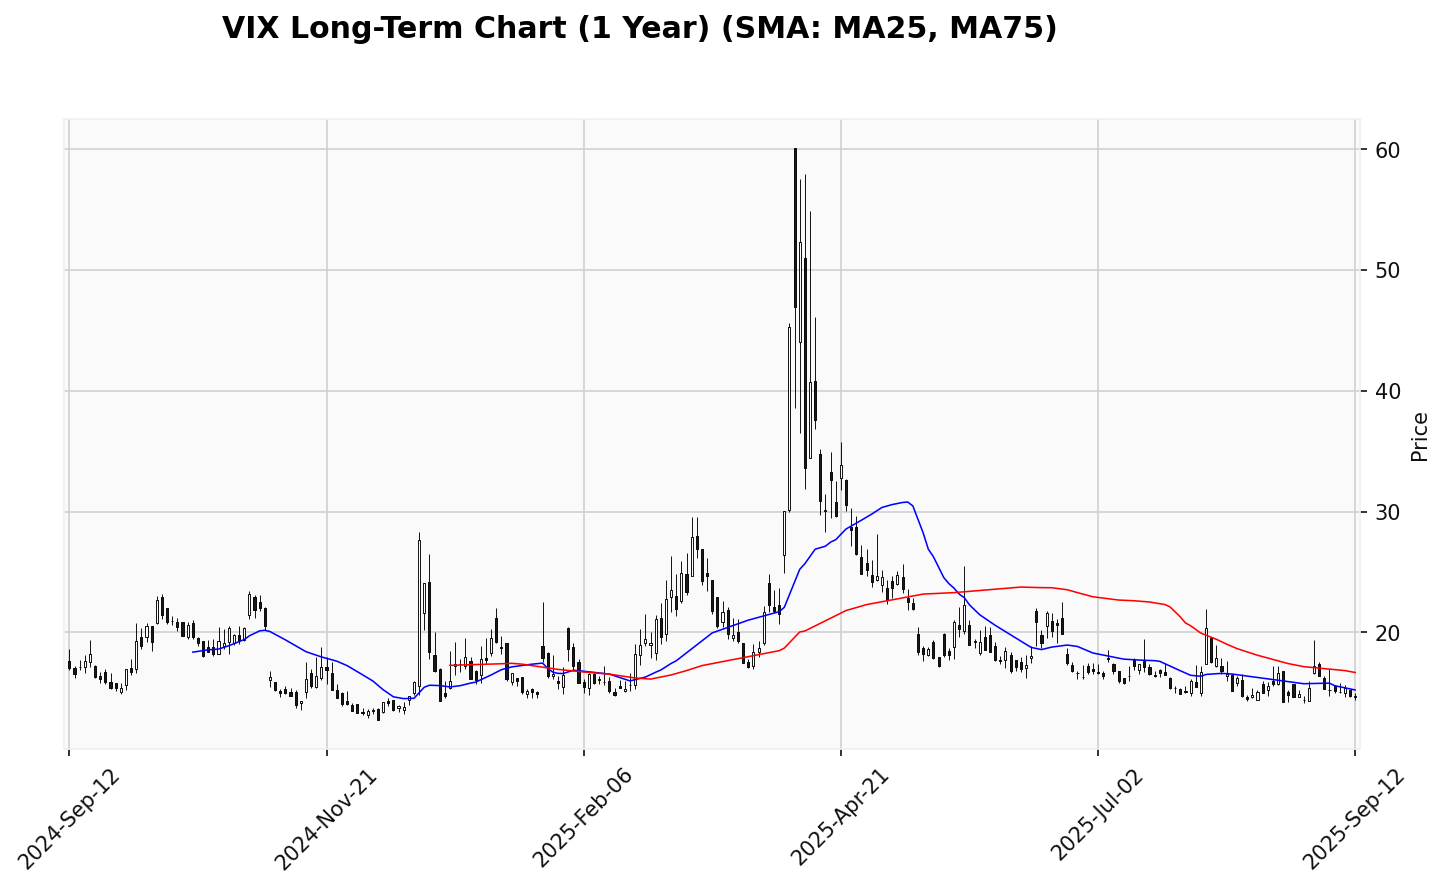 VIX Long-Term Chart (1 Year) (SMA: MA25, MA75)
60
50
40
30
20
Price
2024-Sep-12
2024-Nov-21
2025-Feb-06
2025-Apr-21
2025-Jul-02
2025-Sep-12